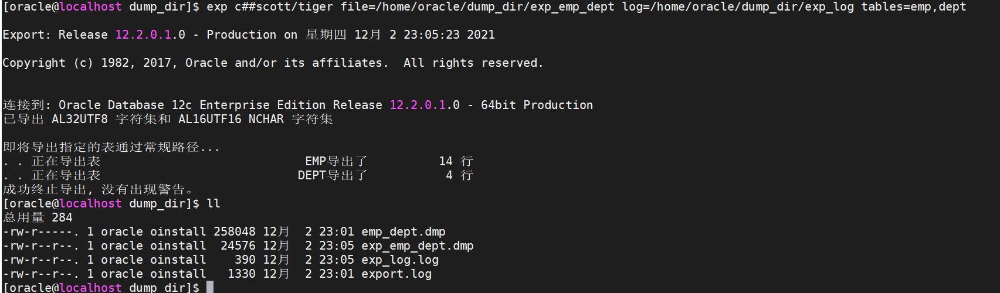 [oracle@localhost dump_dir]$ exp c##scott/tiger file=/home/oracle/dump_dir/exp_emp_dept log=/home/oracle/dump_dir/exp_log tables=emp,dept
Export: Release 12.2.0.1.0 - Production on 星期四 12月 2 23:05:23 2021
Copyright (c) 1982, 2017, Oracle and/or its affiliates.  All rights reserved.
连接到: Oracle Database 12c Enterprise Edition Release 12.2.0.1.0 - 64bit Production
已导出 AL32UTF8 字符集和 AL16UTF16 NCHAR 字符集
即将导出指定的表通过常规路径...
. . 正在导出表                             EMP导出了          14 行
. . 正在导出表                            DEPT导出了           4 行
成功终止导出, 没有出现警告。
[oracle@localhost dump_dir]$ ll
总用量 284
-rw-r-----. 1 oracle oinstall 258048 12月  2 23:01 emp_dept.dmp
-rw-r--r--. 1 oracle oinstall  24576 12月  2 23:05 exp_emp_dept.dmp
-rw-r--r--. 1 oracle oinstall    390 12月  2 23:05 exp_log.log
-rw-r--r--. 1 oracle oinstall   1330 12月  2 23:01 export.log
[oracle@localhost dump_dir]$